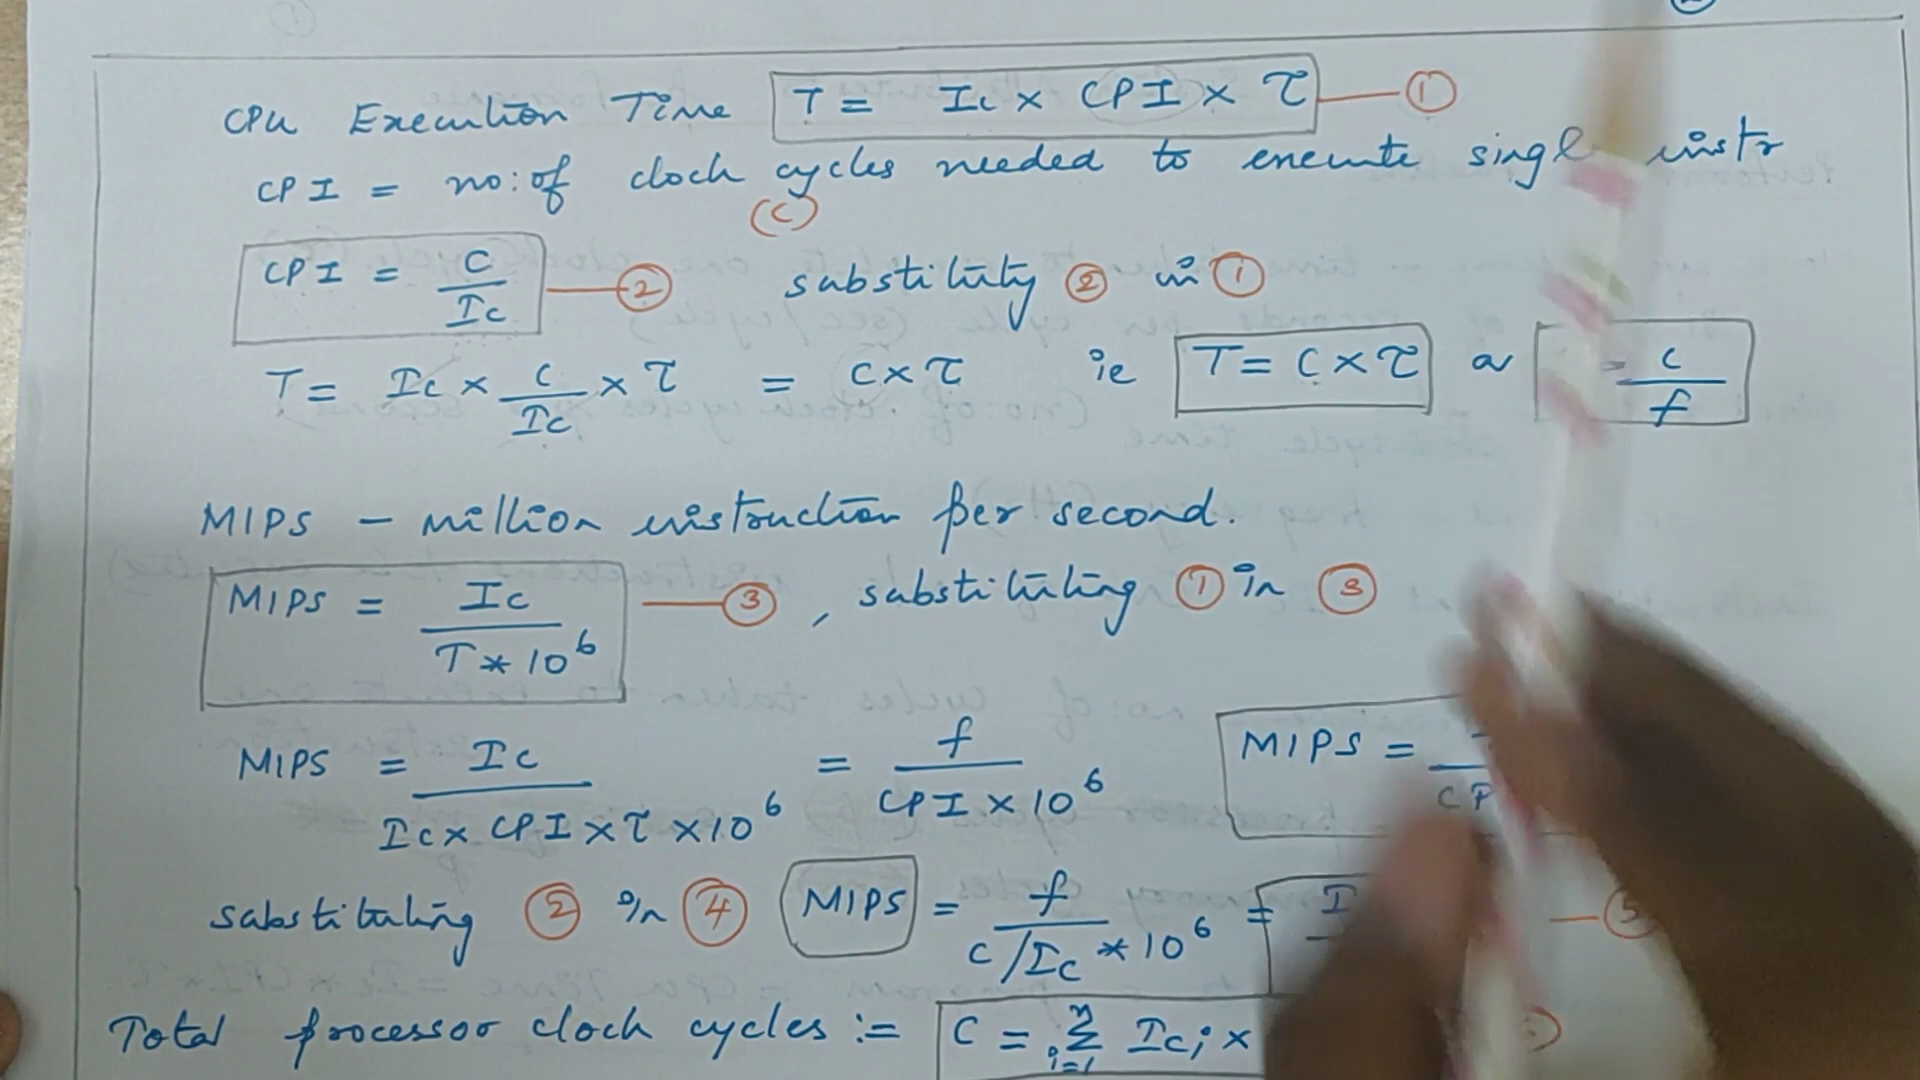 CPU Execution Time T = Ic × CPI × τ — ①
CPI = no: of clock cycles needed to execute singl instr
(C)
CPI = C/Ic — ② substituty ② in ①
T = Ic × C/Ic × τ = C × τ ie T = C × τ or = C/f
MIPS – million instruction per second.
MIPS = Ic / T * 10^6 — ③ , substituting ① in ③
MIPS = Ic / Ic × CPI × τ × 10^6 = f / CPI × 10^6 MIPS =
substituting ② in ④ MIPS = f / C/Ic * 10^6 = I — ⑤
Total processor clock cycles := C = Σ i=1 n Ici ×